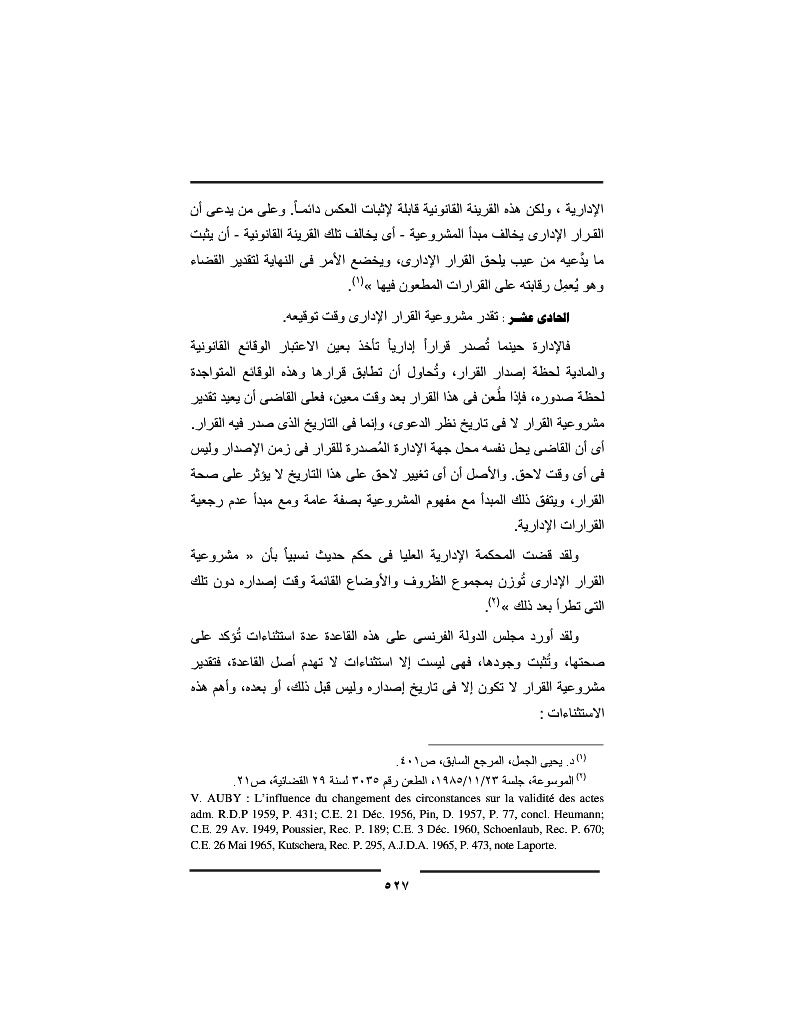 الإدارية ، ولكن هذه القرينة القانونية قابلة لإثبات العكس دائمـاً. وعلى من يدعى أن
القـرار الإدارى يخالف مبدأ المشروعية - أى يخالف تلك القرينة القانونية - أن يثبت
ما يدَّعيه من عيب يلحق القرار الإدارى، ويخضع الأمر فى النهاية لتقدير القضاء
وهو يُعمِل رقابته على القرارات المطعون فيها »(١).
الحادى عشـر : تقدر مشروعية القرار الإدارى وقت توقيعه.
فالإدارة حينما تُصدر قراراً إدارياً تأخذ بعين الاعتبار الوقائع القانونية
والمادية لحظة إصدار القرار، وتُحاول أن تطابق قرارها وهذه الوقائع المتواجدة
لحظة صدوره، فإذا طُعن فى هذا القرار بعد وقت معين، فعلى القاضى أن يعيد تقدير
مشروعية القرار لا فى تاريخ نظر الدعوى، وإنما فى التاريخ الذى صدر فيه القرار.
أى أن القاضى يحل نفسه محل جهة الإدارة المُصدرة للقرار فى زمن الإصدار وليس
فى أى وقت لاحق. والأصل أن أى تغيير لاحق على هذا التاريخ لا يؤثر على صحة
القرار، ويتفق ذلك المبدأ مع مفهوم المشروعية بصفة عامة ومع مبدأ عدم رجعية
القرارات الإدارية.
ولقد قضت المحكمة الإدارية العليا فى حكم حديث نسبياً بأن « مشروعية
القرار الإدارى تُوزن بمجموع الظروف والأوضاع القائمة وقت إصداره دون تلك
التى تطرأ بعد ذلك »(٢).
ولقد أورد مجلس الدولة الفرنسى على هذه القاعدة عدة استثناءات تُؤكد على
صحتها، وتُثبت وجودها، فهى ليست إلا استثناءات لا تهدم أصل القاعدة، فتقدير
مشروعية القرار لا تكون إلا فى تاريخ إصداره وليس قبل ذلك، أو بعده، وأهم هذه
الاستثناءات :
(١) د. يحيى الجمل، المرجع السابق، ص٤٠١.
(٢) الموسوعة، جلسة ١٩٨٥/١١/٢٣، الطعن رقم ٣٠٣٥ لسنة ٢٩ القضائية، ص٢١.
V. AUBY : L’influence du changement des circonstances sur la validité des actes
adm. R.D.P 1959, P. 431; C.E. 21 Déc. 1956, Pin, D. 1957, P. 77, concl. Heumann;
C.E. 29 Av. 1949, Poussier, Rec. P. 189; C.E. 3 Déc. 1960, Schoenlaub, Rec. P. 670;
C.E. 26 Mai 1965, Kutschera, Rec. P. 295, A.J.D.A. 1965, P. 473, note Laporte.
٥٢٧